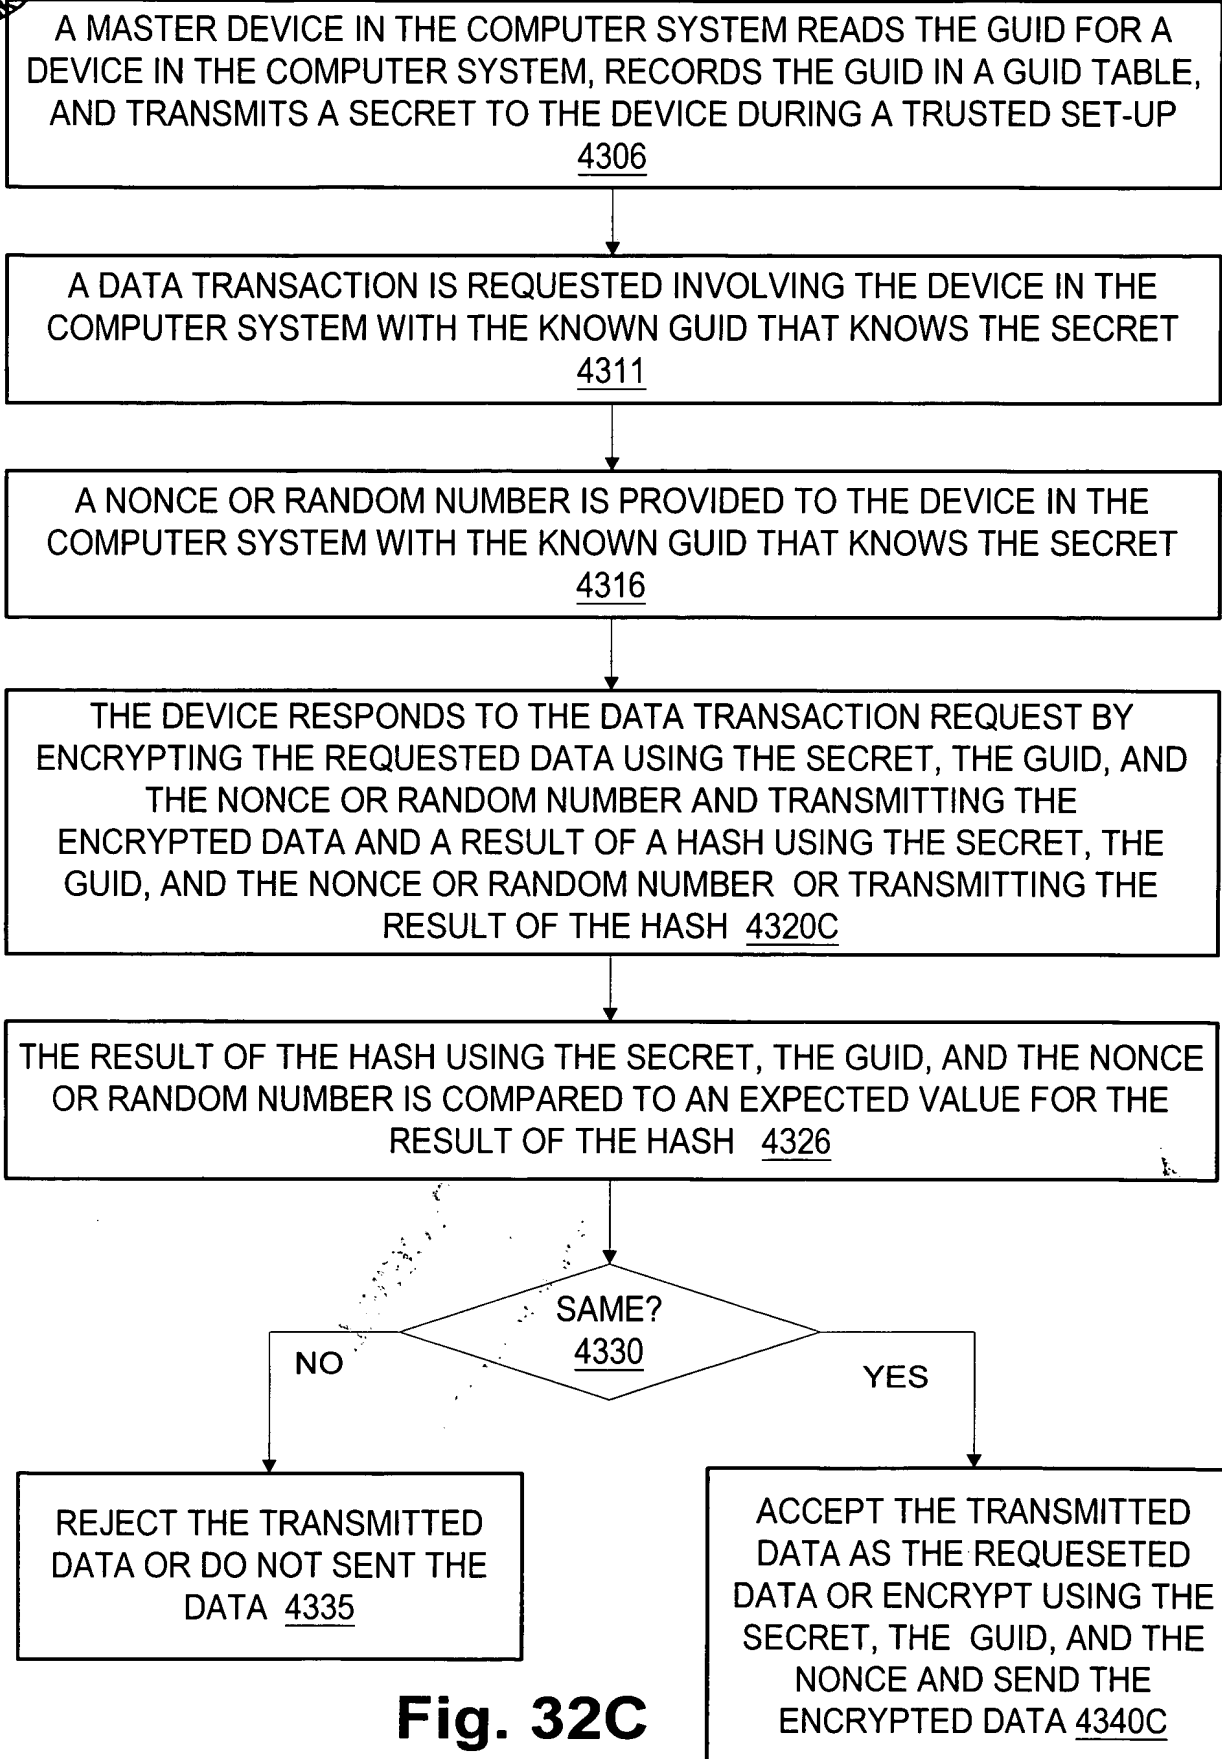 A MASTER DEVICE IN THE COMPUTER SYSTEM READS THE GUID FOR A
DEVICE IN THE COMPUTER SYSTEM, RECORDS THE GUID IN A GUID TABLE,
AND TRANSMITS A SECRET TO THE DEVICE DURING A TRUSTED SET-UP
4306
A DATA TRANSACTION IS REQUESTED INVOLVING THE DEVICE IN THE
COMPUTER SYSTEM WITH THE KNOWN GUID THAT KNOWS THE SECRET
4311
A NONCE OR RANDOM NUMBER IS PROVIDED TO THE DEVICE IN THE
COMPUTER SYSTEM WITH THE KNOWN GUID THAT KNOWS THE SECRET
4316
THE DEVICE RESPONDS TO THE DATA TRANSACTION REQUEST BY
ENCRYPTING THE REQUESTED DATA USING THE SECRET, THE GUID, AND
THE NONCE OR RANDOM NUMBER AND TRANSMITTING THE
ENCRYPTED DATA AND A RESULT OF A HASH USING THE SECRET, THE
GUID, AND THE NONCE OR RANDOM NUMBER OR TRANSMITTING THE
RESULT OF THE HASH 4320C
THE RESULT OF THE HASH USING THE SECRET, THE GUID, AND THE NONCE
OR RANDOM NUMBER IS COMPARED TO AN EXPECTED VALUE FOR THE
RESULT OF THE HASH 4326
SAME?
4330
NO
YES
REJECT THE TRANSMITTED
DATA OR DO NOT SENT THE
DATA 4335
ACCEPT THE TRANSMITTED
DATA AS THE REQUESETED
DATA OR ENCRYPT USING THE
SECRET, THE GUID, AND THE
NONCE AND SEND THE
ENCRYPTED DATA 4340C
Fig. 32C